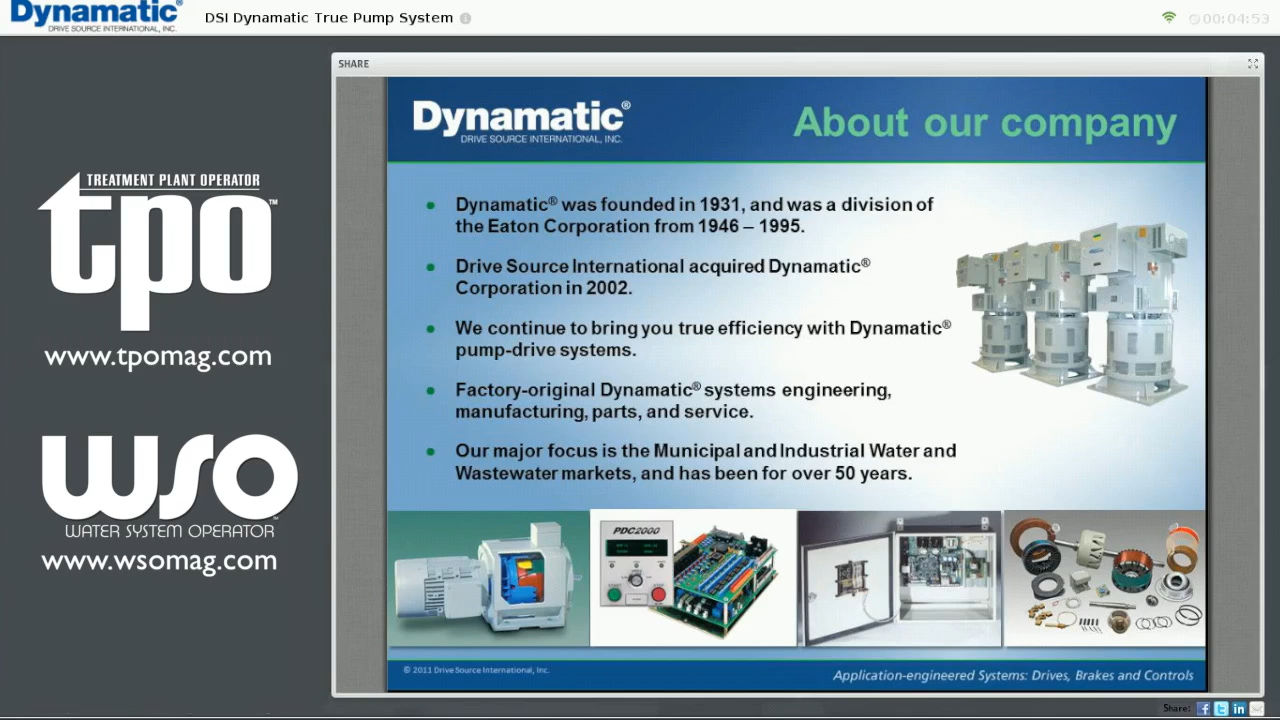 Dynamatic®
DRIVE SOURCE INTERNATIONAL, INC.
DSI Dynamatic True Pump System
00:04:53
SHARE
TREATMENT PLANT OPERATOR
tpo™
www.tpomag.com
wso
WATER SYSTEM OPERATOR
www.wsomag.com
Dynamatic®
DRIVE SOURCE INTERNATIONAL, INC.
About our company
Dynamatic® was founded in 1931, and was a division of
the Eaton Corporation from 1946 – 1995.
Drive Source International acquired Dynamatic®
Corporation in 2002.
We continue to bring you true efficiency with Dynamatic®
pump-drive systems.
Factory-original Dynamatic® systems engineering,
manufacturing, parts, and service.
Our major focus is the Municipal and Industrial Water and
Wastewater markets, and has been for over 50 years.
PDC2000
© 2011 Drive Source International, Inc.
Application-engineered Systems: Drives, Brakes and Controls
Share: